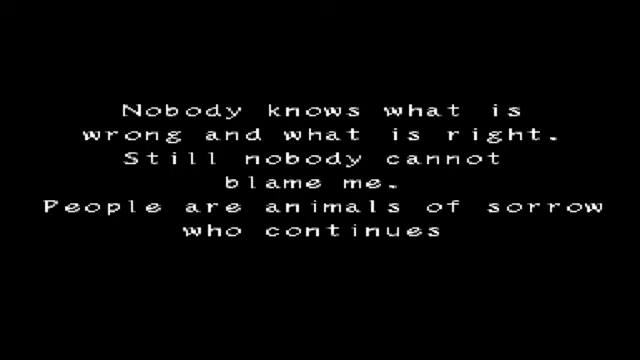 Nobody knows what is
wrong and what is right.
Still nobody cannot
blame me.
People are animals of sorrow
who continues